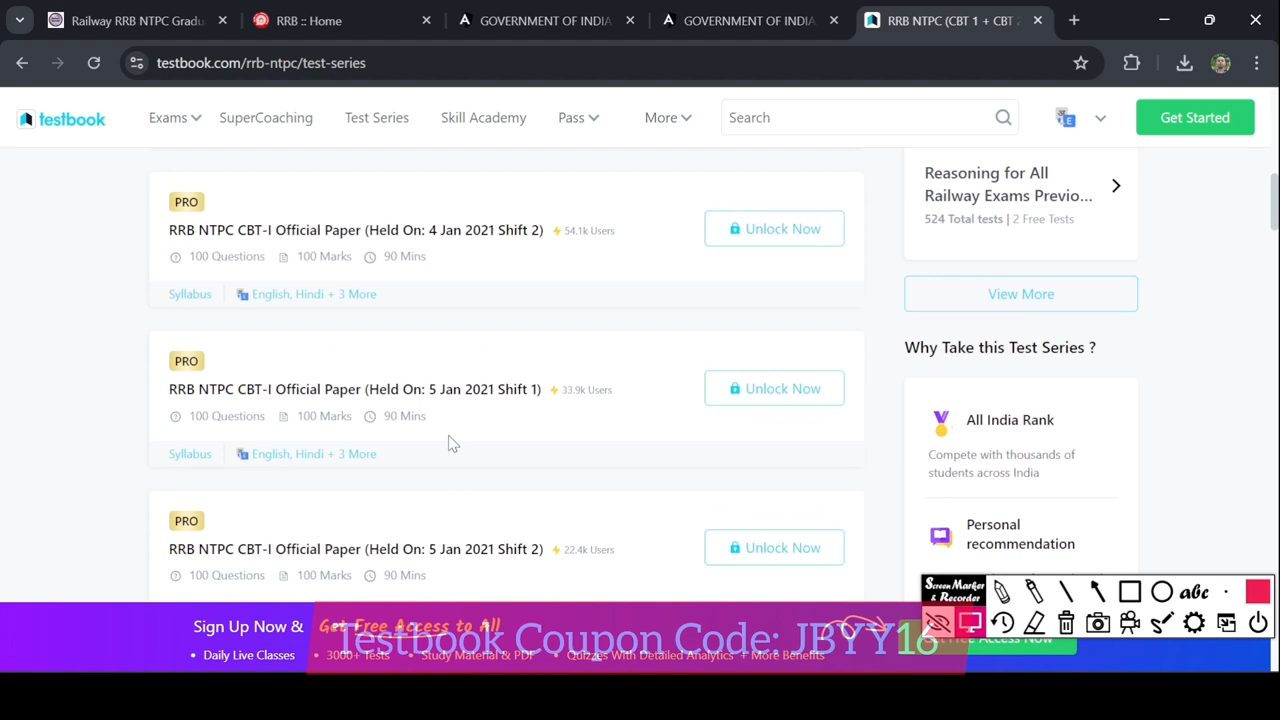 Railway RRB NTPC Gradu
RRB :: Home
GOVERNMENT OF INDIA
GOVERNMENT OF INDIA
RRB NTPC (CBT 1 + CBT
testbook.com/rrb-ntpc/test-series
testbook
Exams
SuperCoaching
Test Series
Skill Academy
Pass
More
Search
Get Started
PRO
RRB NTPC CBT-I Official Paper (Held On: 4 Jan 2021 Shift 2) 54.1k Users
100 Questions 100 Marks 90 Mins
Unlock Now
Syllabus English, Hindi + 3 More
PRO
RRB NTPC CBT-I Official Paper (Held On: 5 Jan 2021 Shift 1) 33.9k Users
100 Questions 100 Marks 90 Mins
Unlock Now
Syllabus English, Hindi + 3 More
PRO
RRB NTPC CBT-I Official Paper (Held On: 5 Jan 2021 Shift 2) 22.4k Users
100 Questions 100 Marks 90 Mins
Unlock Now
Reasoning for All
Railway Exams Previo...
524 Total tests | 2 Free Tests
View More
Why Take this Test Series ?
All India Rank
Compete with thousands of
students across India
Personal
recommendation
Screen Marker
& Recorder
abc
Sign Up Now & Get Free Access to All
Testbook Coupon Code: JBYY16
• Daily Live Classes • 3000+ Tests • Study Material & PDF • Quizzes With Detailed Analytics + More Benefits
Get Free Access Now